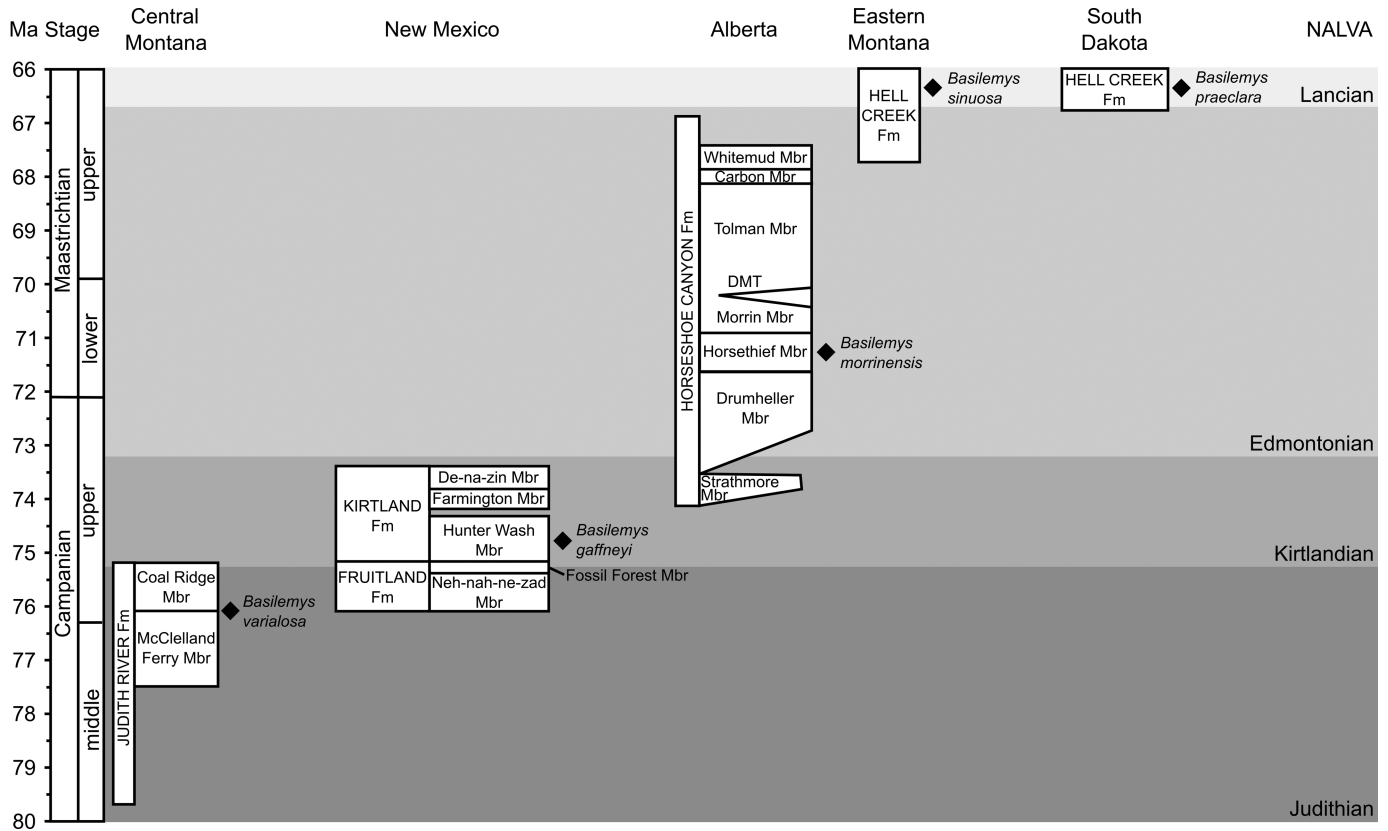 Ma Stage
Central
Montana
New Mexico
Alberta
Eastern
Montana
South
Dakota
NALVA
66
67
68
69
70
71
72
73
74
75
76
77
78
79
80
Maastrichtian
Campanian
upper
lower
upper
middle
JUDITH RIVER Fm
Coal Ridge
Mbr
McClelland
Ferry Mbr
Basilemys
varialosa
KIRTLAND
Fm
FRUITLAND
Fm
De-na-zin Mbr
Farmington Mbr
Hunter Wash
Mbr
Neh-nah-ne-zad
Mbr
Fossil Forest Mbr
Basilemys
gaffneyi
HORSESHOE CANYON Fm
Whitemud Mbr
Carbon Mbr
Tolman Mbr
DMT
Morrin Mbr
Horsethief Mbr
Drumheller
Mbr
Strathmore
Mbr
Basilemys
morrinensis
HELL
CREEK
Fm
Basilemys
sinuosa
HELL CREEK
Fm
Basilemys
praeclara
Lancian
Edmontonian
Kirtlandian
Judithian